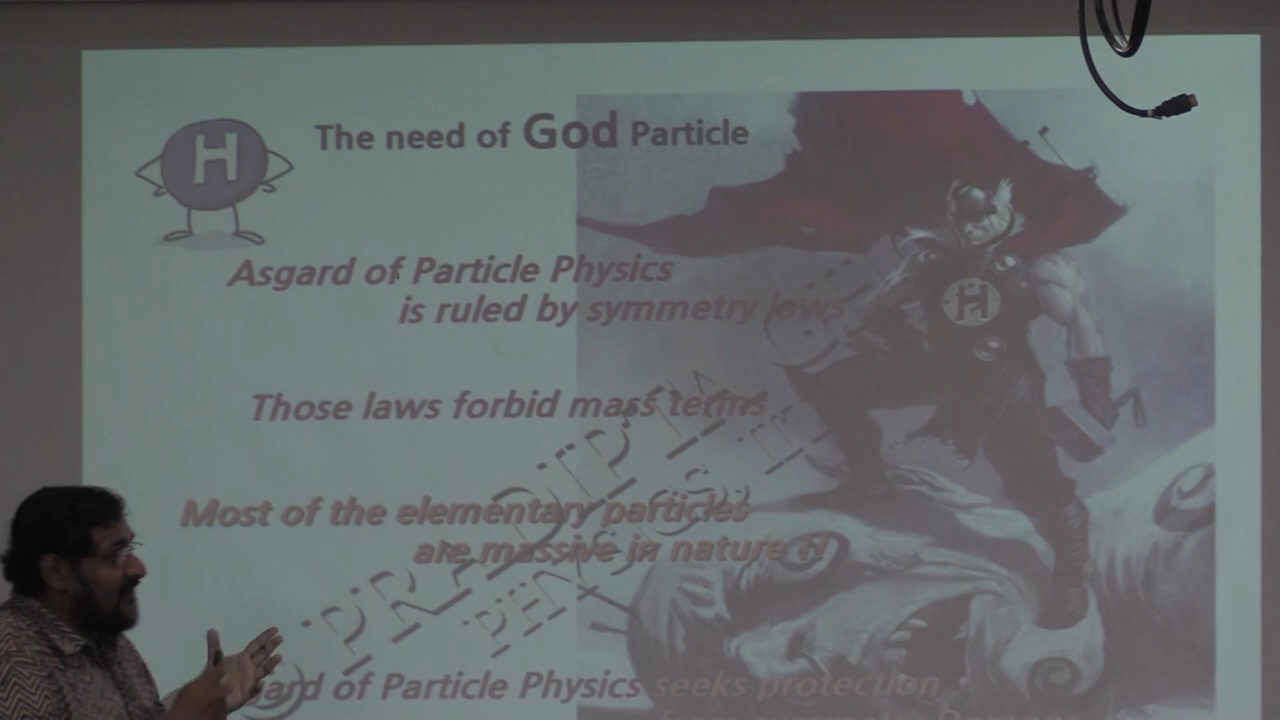 H
The need of God Particle
Asgard of Particle Physics
is ruled by symmetry laws
H
Those laws forbid mass terms
Most of the elementary particles
are massive in nature !!
ard of Particle Physics seeks protection